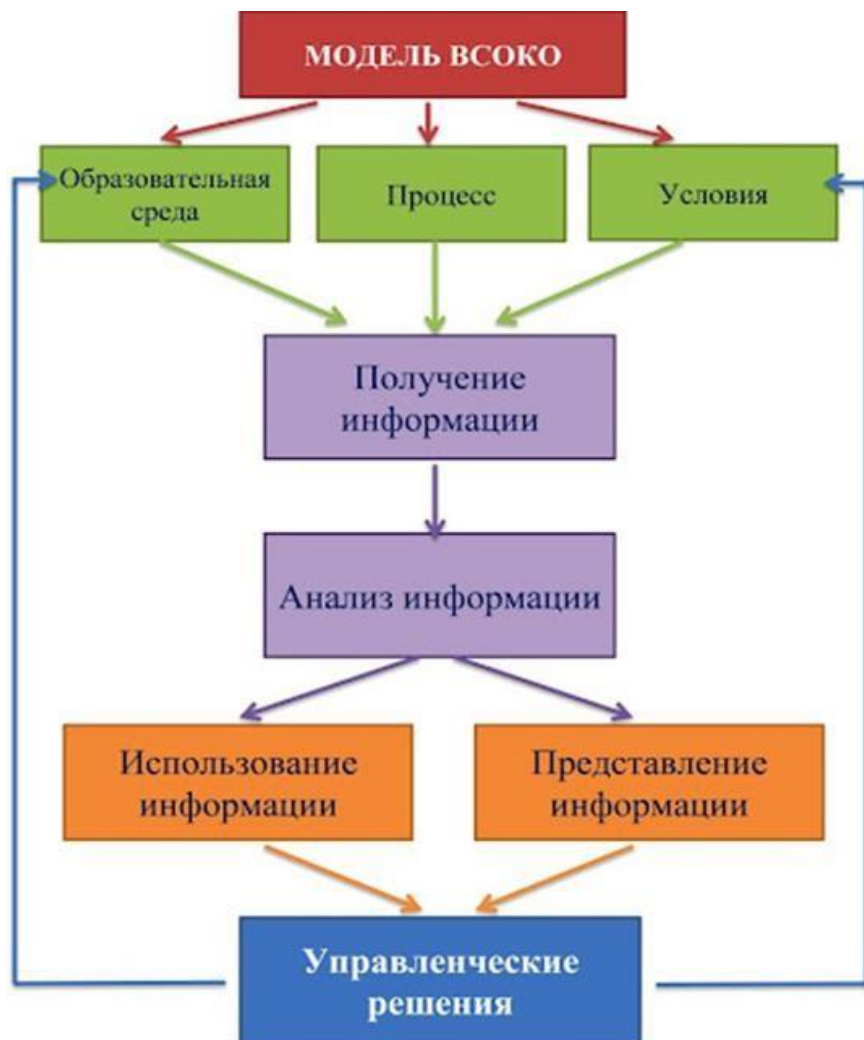 МОДЕЛЬ ВСОКО
Образовательная
среда
Процесс
Условия
Получение
информации
Анализ информации
Использование
информации
Представление
информации
Управленческие
решения